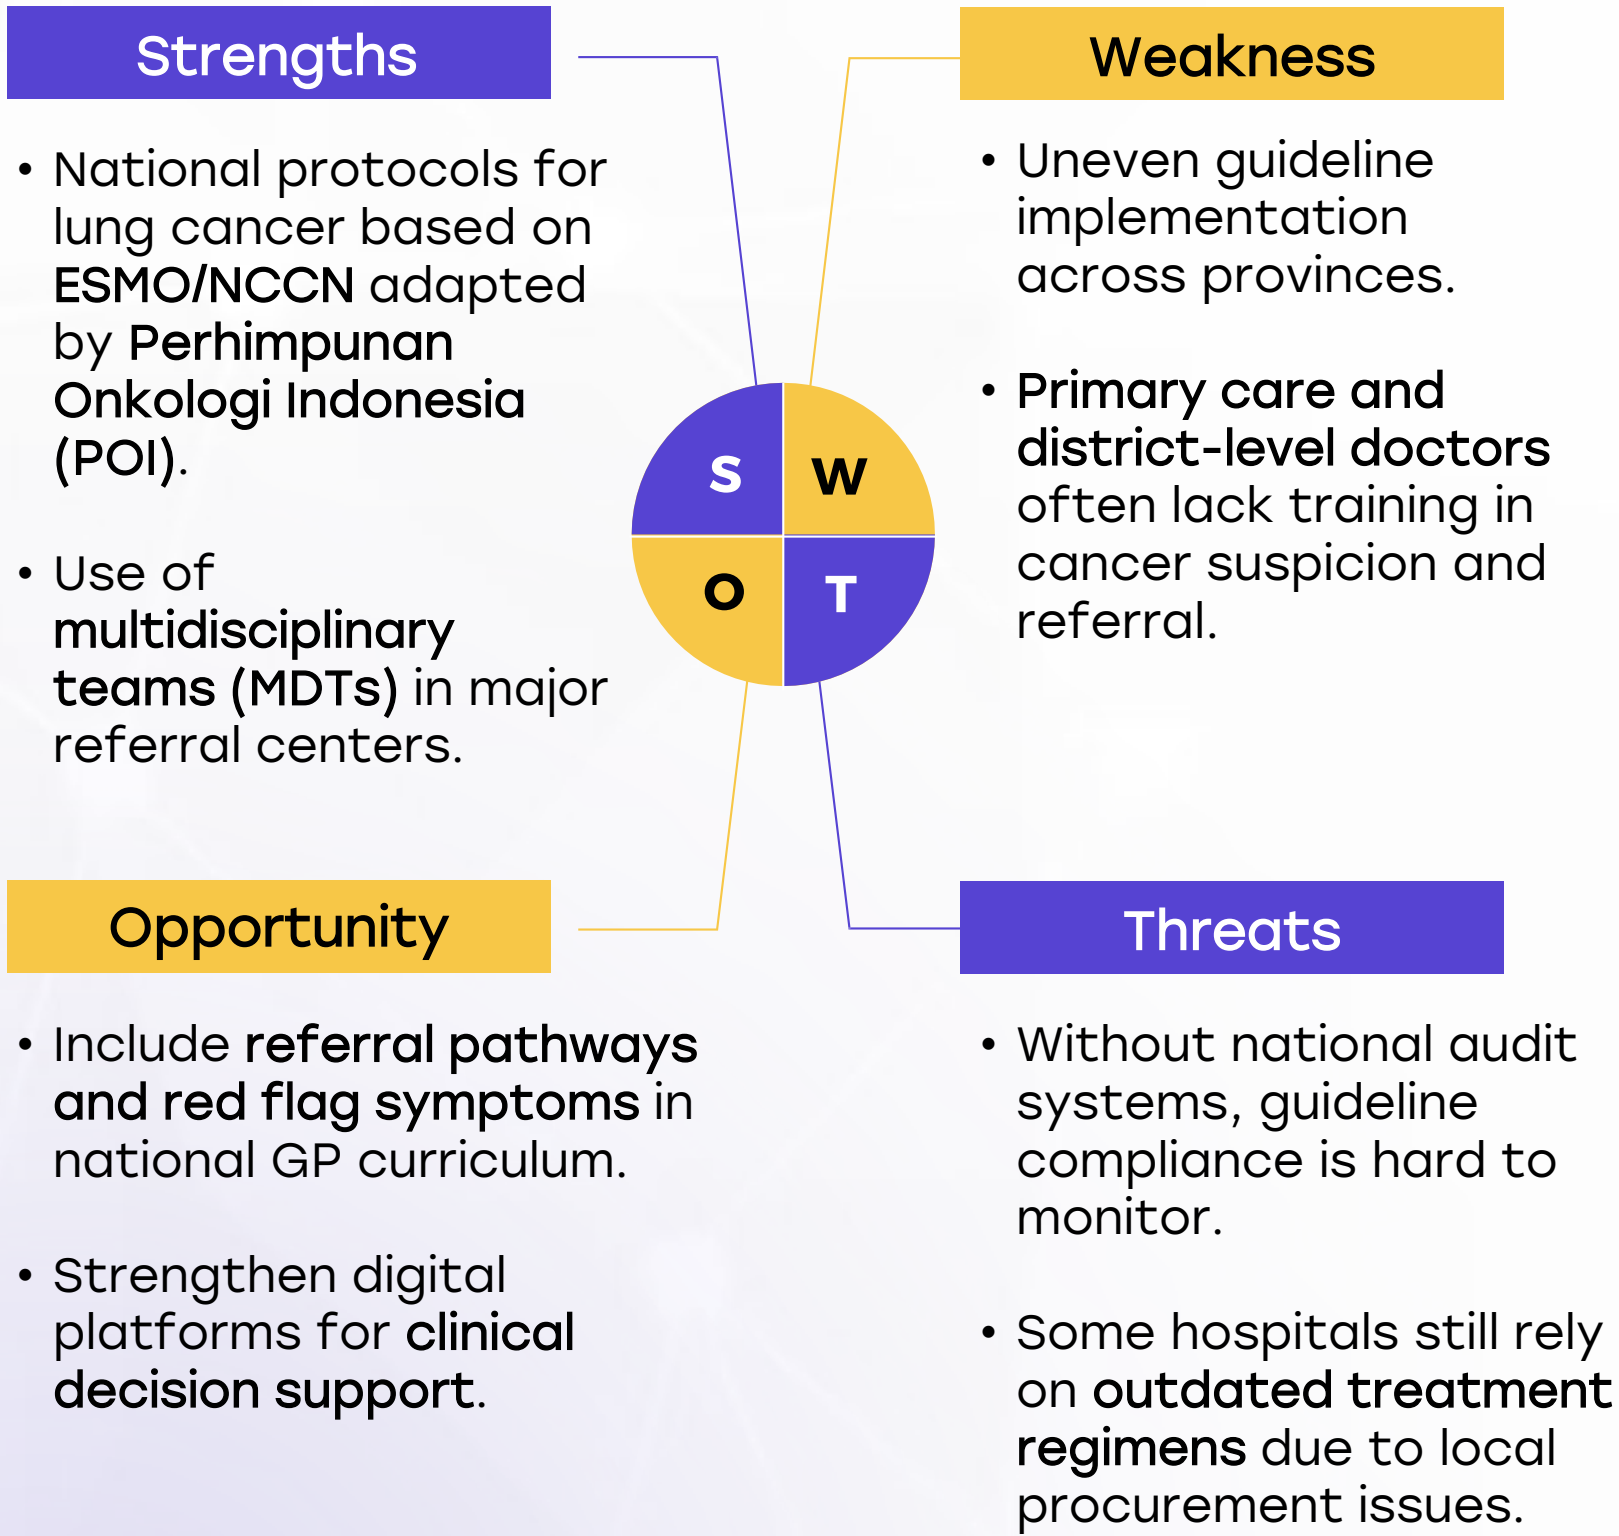 Strengths
• National protocols for
lung cancer based on
ESMO/NCCN adapted
by Perhimpunan
Onkologi Indonesia
(POI).
• Use of
multidisciplinary
teams (MDTs) in major
referral centers.
Weakness
• Uneven guideline
implementation
across provinces.
• Primary care and
district-level doctors
often lack training in
cancer suspicion and
referral.
S
W
O
T
Opportunity
• Include referral pathways
and red flag symptoms in
national GP curriculum.
• Strengthen digital
platforms for clinical
decision support.
Threats
• Without national audit
systems, guideline
compliance is hard to
monitor.
• Some hospitals still rely
on outdated treatment
regimens due to local
procurement issues.